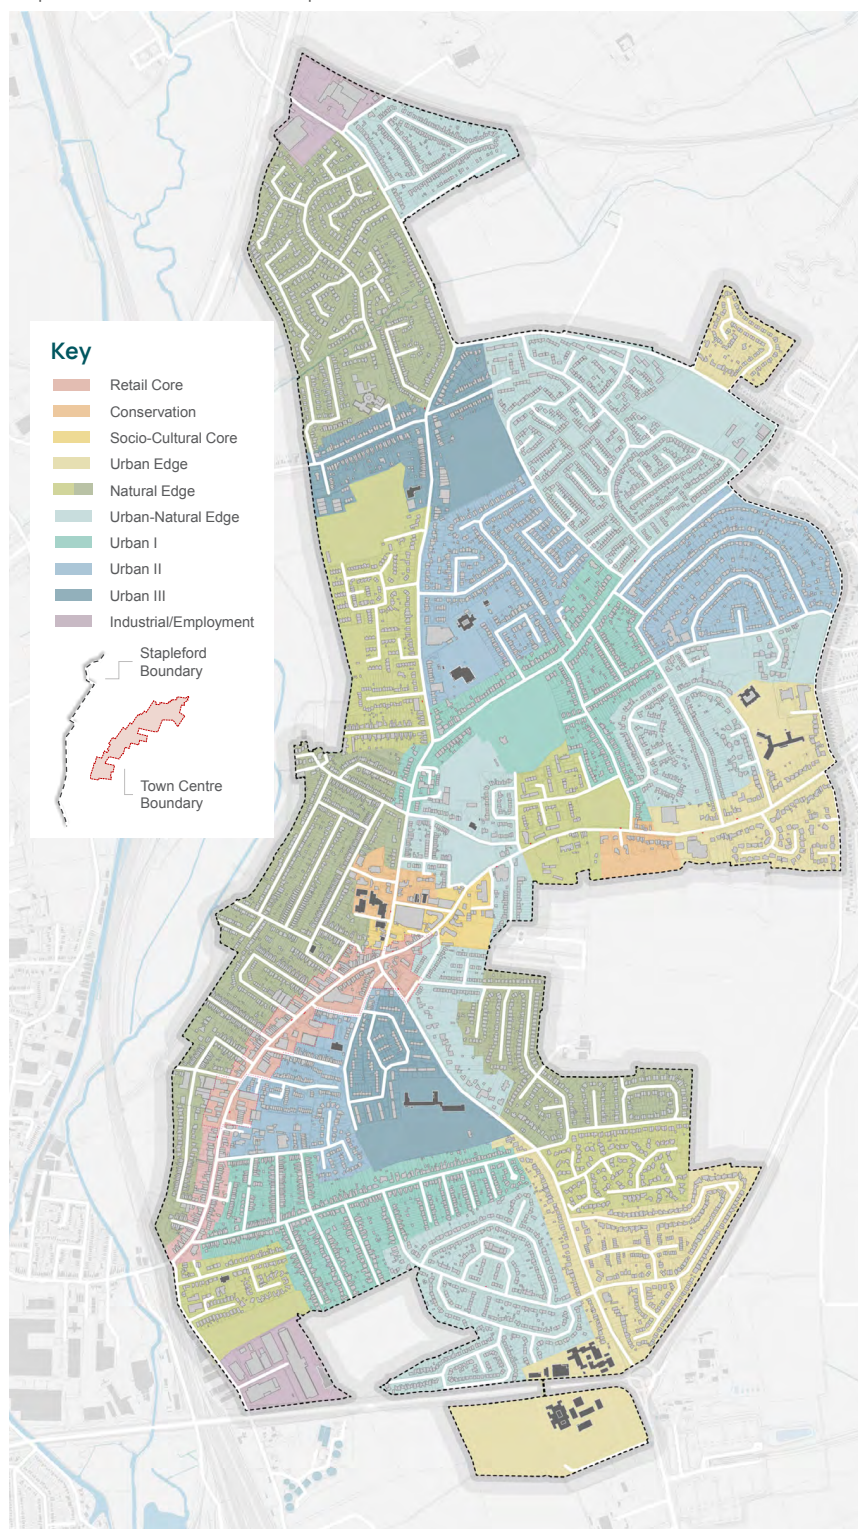 Key
Retail Core
Conservation
Socio-Cultural Core
Urban Edge
Natural Edge
Urban-Natural Edge
Urban I
Urban II
Urban III
Industrial/Employment
Stapleford
Boundary
Town Centre
Boundary